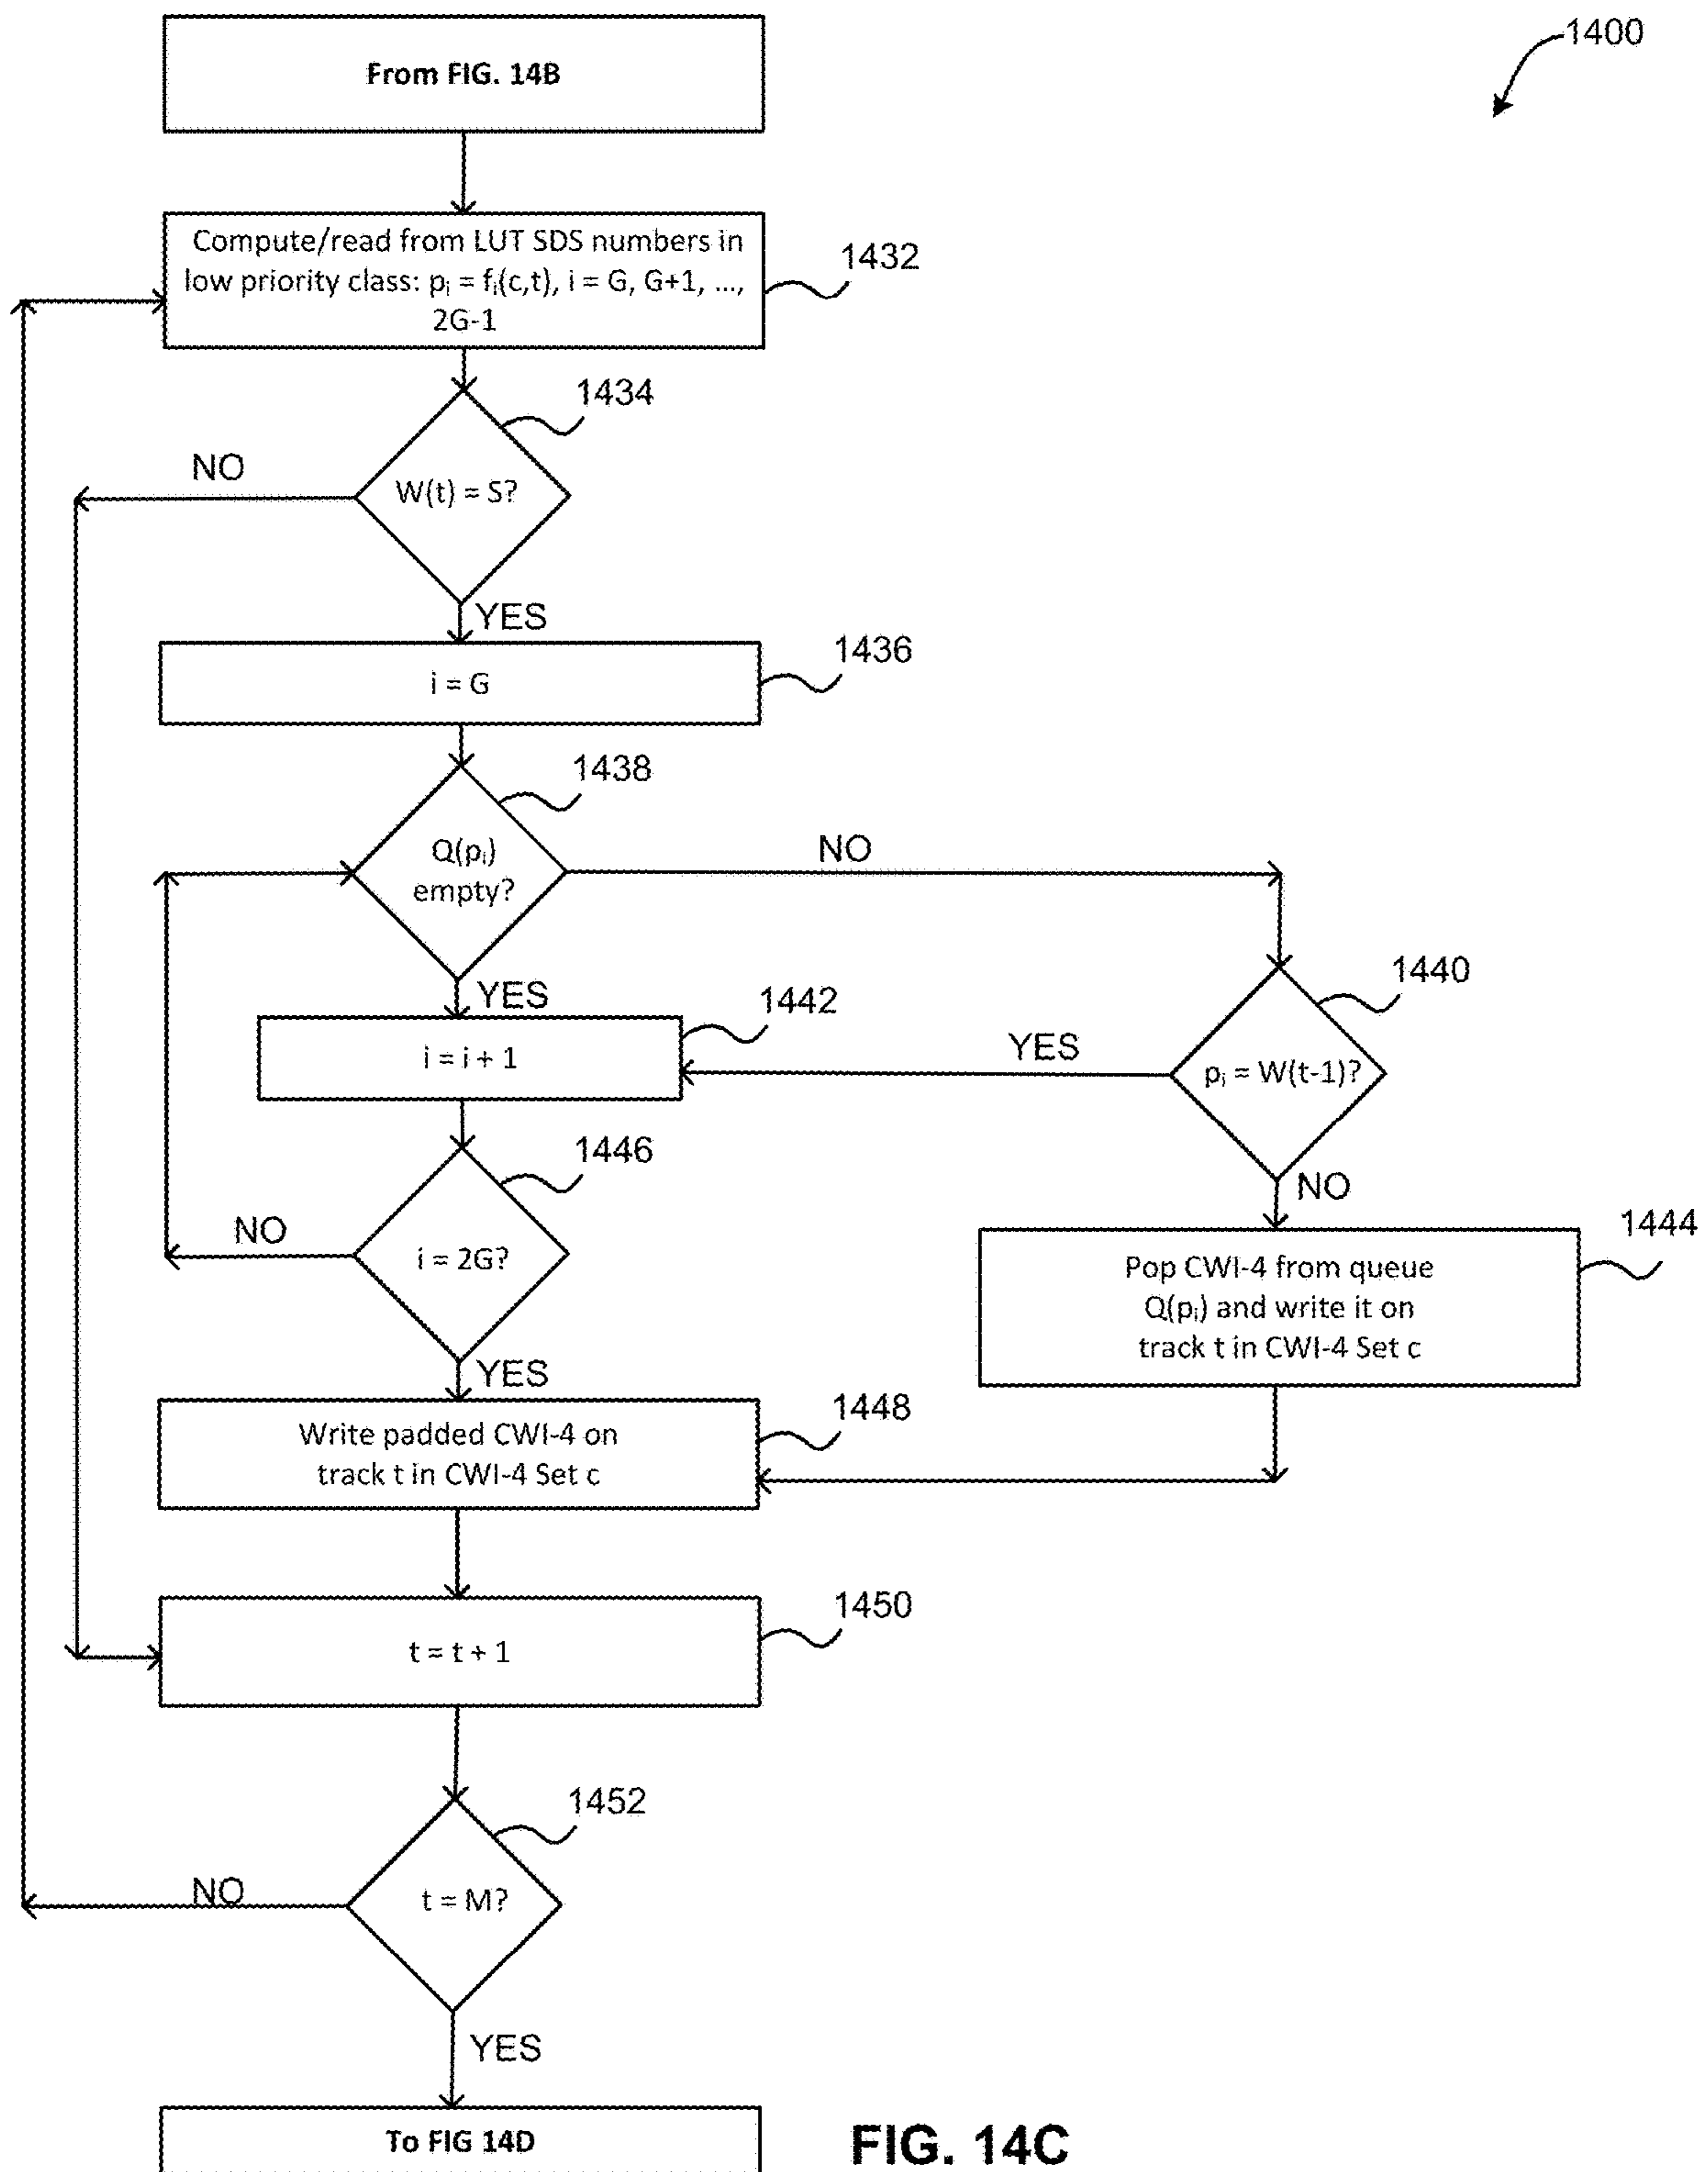 1400
From FIG. 14B
Compute/read from LUT SDS numbers in
low priority class: pᵢ = fᵢ(c,t), i = G, G+1, ...,
2G-1
1432
1434
W(t) = S?
NO
YES
1436
i = G
1438
Q(pᵢ)
empty?
NO
YES
1440
pᵢ = W(t-1)?
YES
NO
1442
i = i + 1
1444
Pop CWI-4 from queue
Q(pᵢ) and write it on
track t in CWI-4 Set c
1446
i = 2G?
NO
YES
1448
Write padded CWI-4 on
track t in CWI-4 Set c
1450
t = t + 1
1452
t = M?
NO
YES
To FIG 14D
FIG. 14C